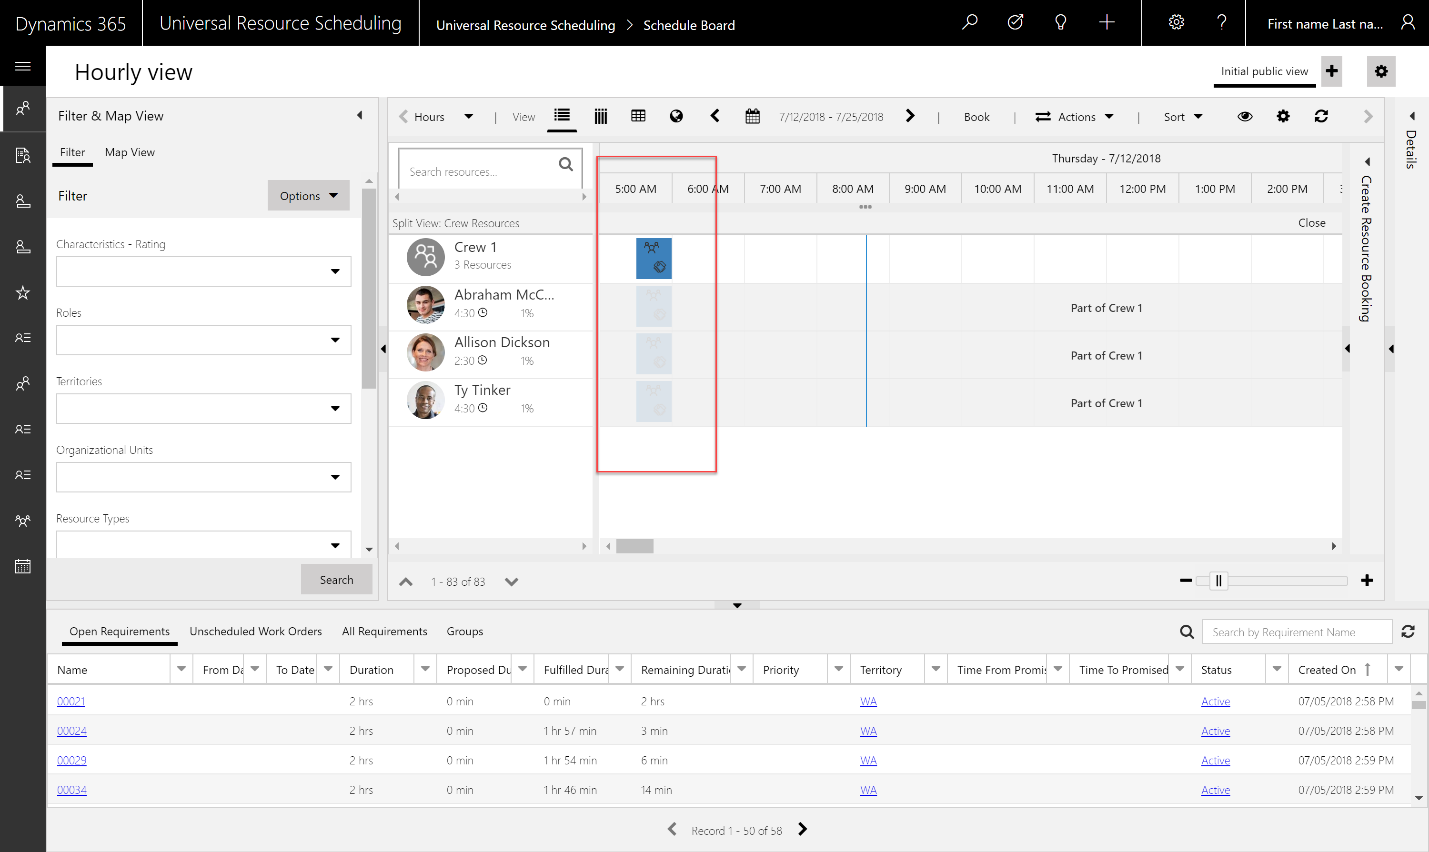 Dynamics 365 Universal Resource Scheduling Universal Resource Scheduling > Schedule Board First name Last na...
Hourly view Initial public view
Filter & Map View
Filter Map View
Filter Options
Characteristics - Rating
Roles
Territories
Organizational Units
Resource Types
Search
Hours View 7/12/2018 - 7/25/2018 Book Actions Sort
Search resources...
Thursday - 7/12/2018
5:00 AM 6:00 AM 7:00 AM 8:00 AM 9:00 AM 10:00 AM 11:00 AM 12:00 PM 1:00 PM 2:00 PM
Split View: Crew Resources Close
Crew 1
3 Resources
Abraham McC...
4:30 1% Part of Crew 1
Allison Dickson
2:30 1% Part of Crew 1
Ty Tinker
4:30 1% Part of Crew 1
1 - 83 of 83
Create Resource Booking
Details
Open Requirements Unscheduled Work Orders All Requirements Groups Search by Requirement Name
Name From Da To Date Duration Proposed Du Fulfilled Dura Remaining Duratio Priority Territory Time From Promis Time To Promised Status Created On
00021 2 hrs 0 min 0 min 2 hrs WA Active 07/05/2018 2:58 PM
00024 2 hrs 0 min 1 hr 57 min 3 min WA Active 07/05/2018 2:58 PM
00029 2 hrs 0 min 1 hr 54 min 6 min WA Active 07/05/2018 2:59 PM
00034 2 hrs 0 min 1 hr 46 min 14 min WA Active 07/05/2018 2:59 PM
Record 1 - 50 of 58